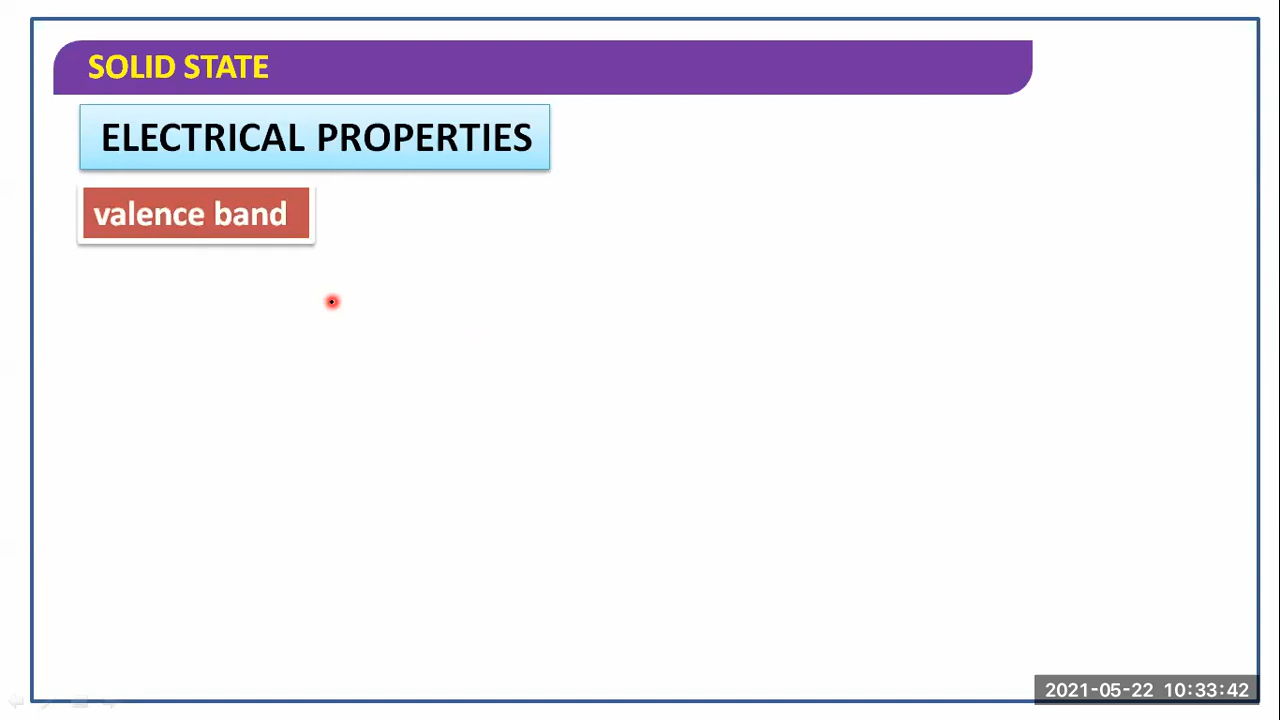 SOLID STATE
ELECTRICAL PROPERTIES
valence band
2021-05-22 10:33:42